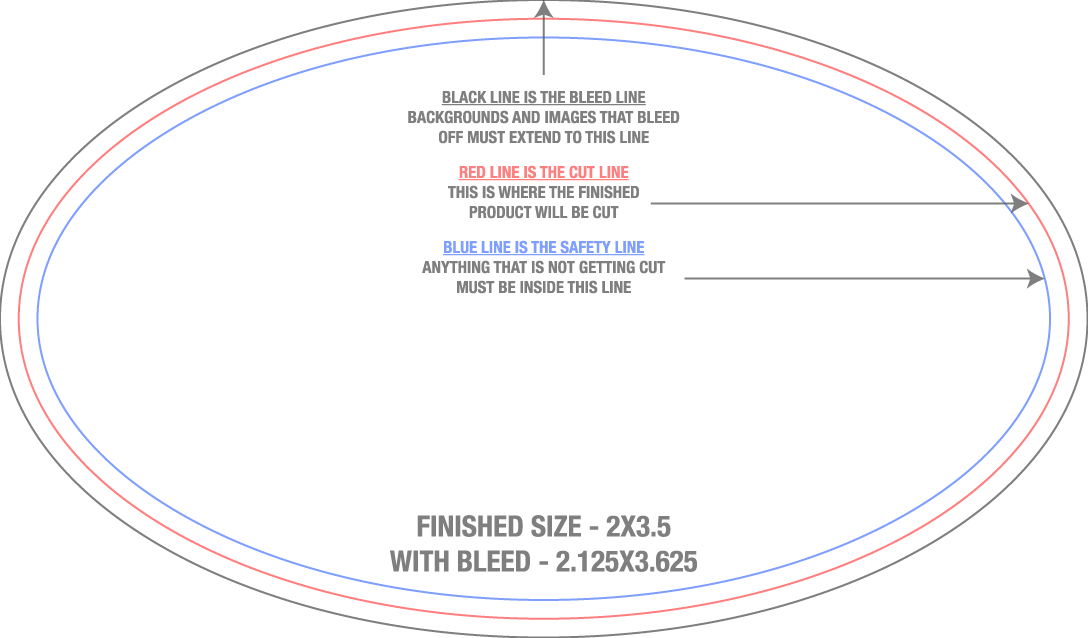 BLACK LINE IS THE BLEED LINE
BACKGROUNDS AND IMAGES THAT BLEED
OFF MUST EXTEND TO THIS LINE
RED LINE IS THE CUT LINE
THIS IS WHERE THE FINISHED
PRODUCT WILL BE CUT
BLUE LINE IS THE SAFETY LINE
ANYTHING THAT IS NOT GETTING CUT
MUST BE INSIDE THIS LINE
FINISHED SIZE - 2X3.5
WITH BLEED - 2.125X3.625